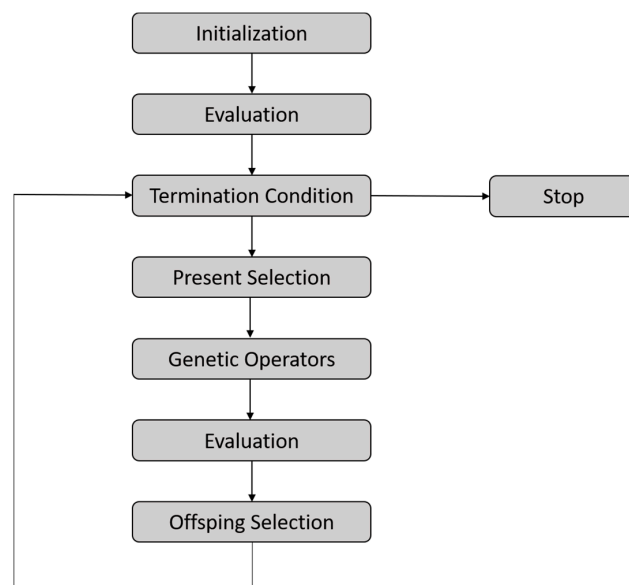 Initialization
Evaluation
Termination Condition
Stop
Present Selection
Genetic Operators
Evaluation
Offsping Selection